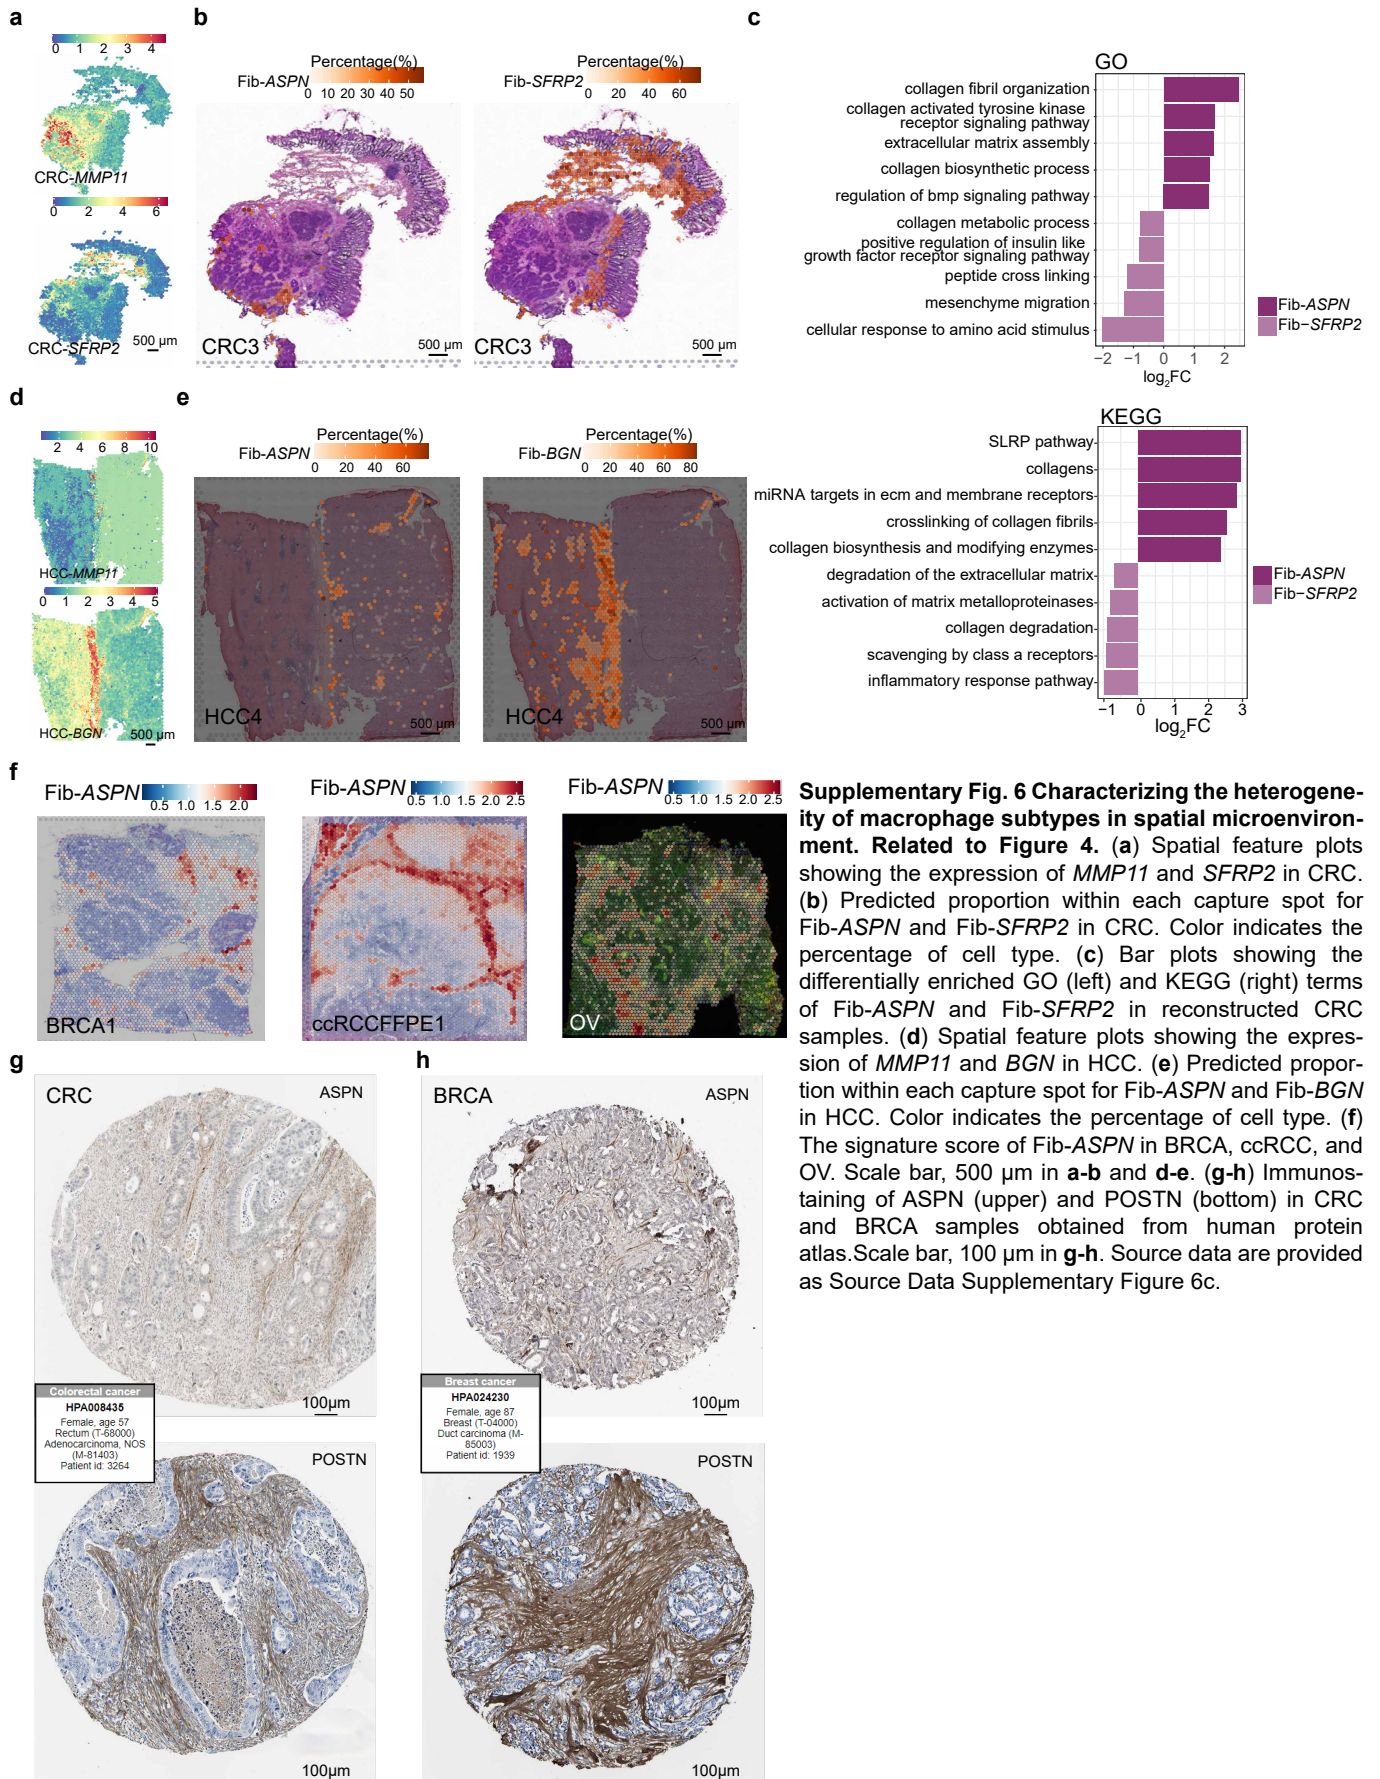 a
0 1 2 3 4
CRC-MMP11
0 2 4 6
CRC-SFRP2
500 µm
b
Percentage(%)
Fib-ASPN
0 10 20 30 40 50
CRC3
500 µm
Percentage(%)
Fib-SFRP2
0 20 40 60
CRC3
500 µm
c
GO
collagen fibril organization
collagen activated tyrosine kinase
receptor signaling pathway
extracellular matrix assembly
collagen biosynthetic process
regulation of bmp signaling pathway
collagen metabolic process
positive regulation of insulin like
growth factor receptor signaling pathway
peptide cross linking
mesenchyme migration
cellular response to amino acid stimulus
−2 −1 0 1 2
log2FC
Fib-ASPN
Fib−SFRP2
KEGG
SLRP pathway
collagens
miRNA targets in ecm and membrane receptors
crosslinking of collagen fibrils
collagen biosynthesis and modifying enzymes
degradation of the extracellular matrix
activation of matrix metalloproteinases
collagen degradation
scavenging by class a receptors
inflammatory response pathway
−1 0 1 2 3
log2FC
Fib-ASPN
Fib−SFRP2
d
2 4 6 8 10
HCC-MMP11
0 1 2 3 4 5
HCC-BGN
500 µm
e
Percentage(%)
Fib-ASPN
0 20 40 60
HCC4
500 µm
Percentage(%)
Fib-BGN
0 20 40 60 80
HCC4
500 µm
f
Fib-ASPN
0.5 1.0 1.5 2.0
BRCA1
Fib-ASPN
0.5 1.0 1.5 2.0 2.5
ccRCCFFPE1
Fib-ASPN
0.5 1.0 1.5 2.0 2.5
OV
Supplementary Fig. 6 Characterizing the heterogene-
ity of macrophage subtypes in spatial microenviron-
ment. Related to Figure 4. (a) Spatial feature plots
showing the expression of MMP11 and SFRP2 in CRC.
(b) Predicted proportion within each capture spot for
Fib-ASPN and Fib-SFRP2 in CRC. Color indicates the
percentage of cell type. (c) Bar plots showing the
differentially enriched GO (left) and KEGG (right) terms
of Fib-ASPN and Fib-SFRP2 in reconstructed CRC
samples. (d) Spatial feature plots showing the expres-
sion of MMP11 and BGN in HCC. (e) Predicted propor-
tion within each capture spot for Fib-ASPN and Fib-BGN
in HCC. Color indicates the percentage of cell type. (f)
The signature score of Fib-ASPN in BRCA, ccRCC, and
OV. Scale bar, 500 µm in a-b and d-e. (g-h) Immunos-
taining of ASPN (upper) and POSTN (bottom) in CRC
and BRCA samples obtained from human protein
atlas.Scale bar, 100 µm in g-h. Source data are provided
as Source Data Supplementary Figure 6c.
g
CRC
ASPN
100µm
Colorectal cancer
HPA008435
Female, age 57
Rectum (T-68000)
Adenocarcinoma, NOS
(M-81403)
Patient id: 3264
POSTN
100µm
h
BRCA
ASPN
100µm
Breast cancer
HPA024230
Female, age 87
Breast (T-04000)
Duct carcinoma (M-
85003)
Patient id: 1939
POSTN
100µm